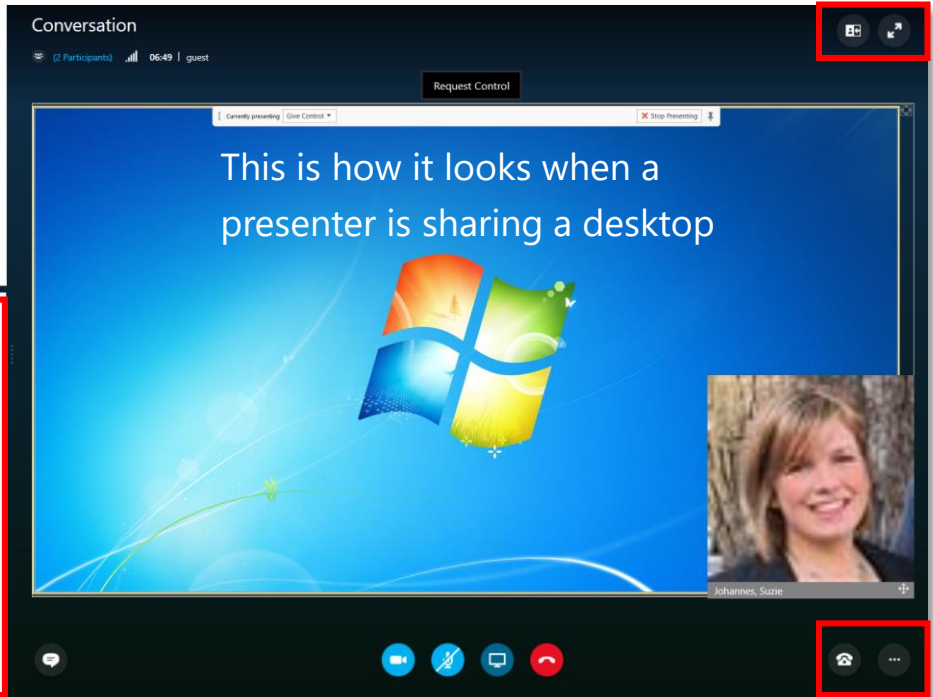 Conversation
(2 Participants) 06:49 | guest
Request Control
Currently presenting Give Control Stop Presenting
This is how it looks when a
presenter is sharing a desktop
Johannes, Suzie